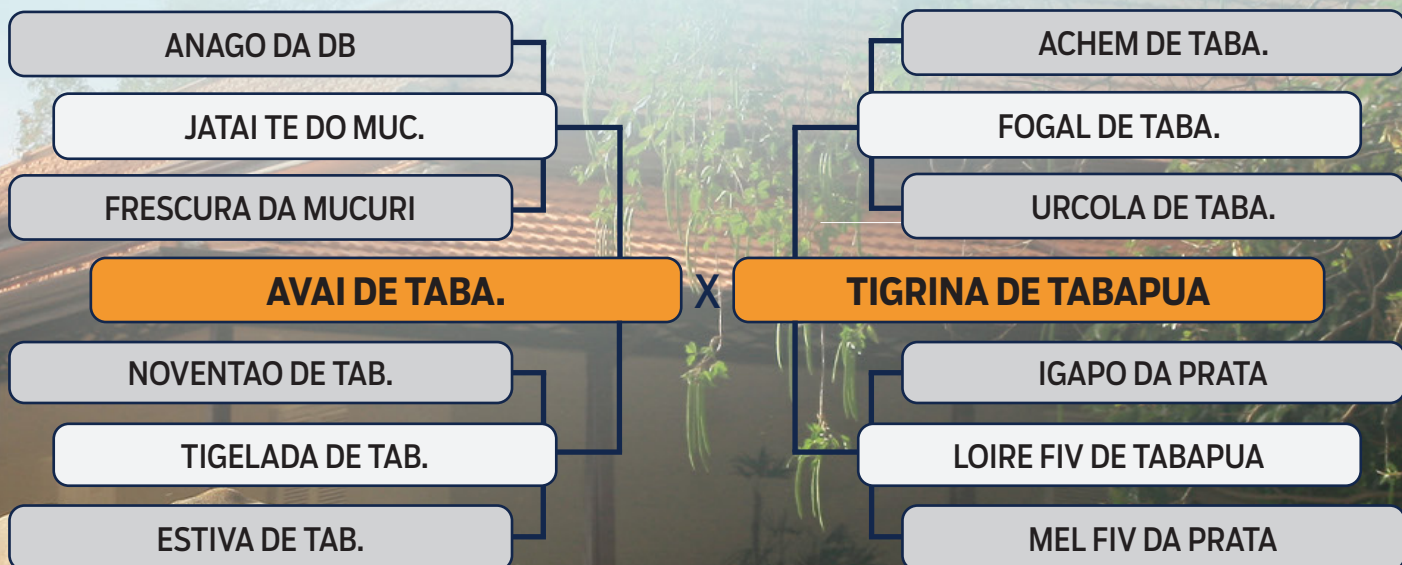 ANAGO DA DB
JATAI TE DO MUC.
FRESCURA DA MUCURI
AVAI DE TABA.
NOVENTAO DE TAB.
TIGELADA DE TAB.
ESTIVA DE TAB.
X
ACHEM DE TABA.
FOGAL DE TABA.
URCOLA DE TABA.
TIGRINA DE TABAPUA
IGAPO DA PRATA
LOIRE FIV DE TABAPUA
MEL FIV DA PRATA